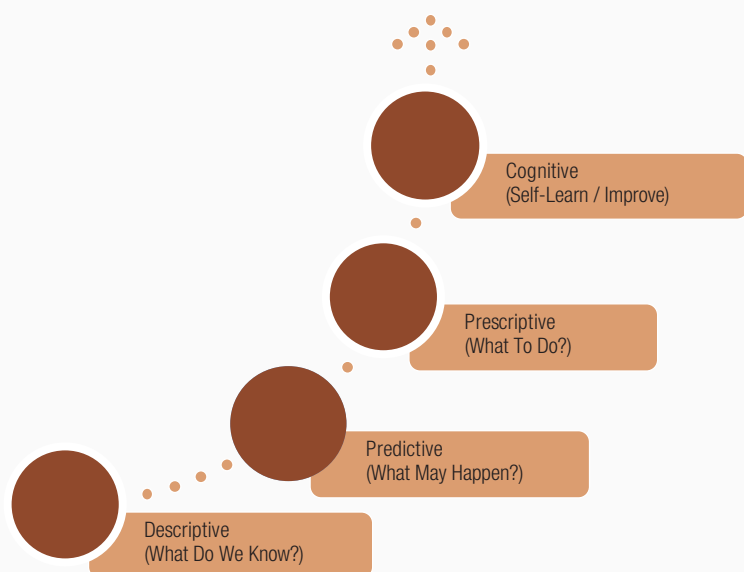 Cognitive
(Self-Learn / Improve)
Prescriptive
(What To Do?)
Predictive
(What May Happen?)
Descriptive
(What Do We Know?)